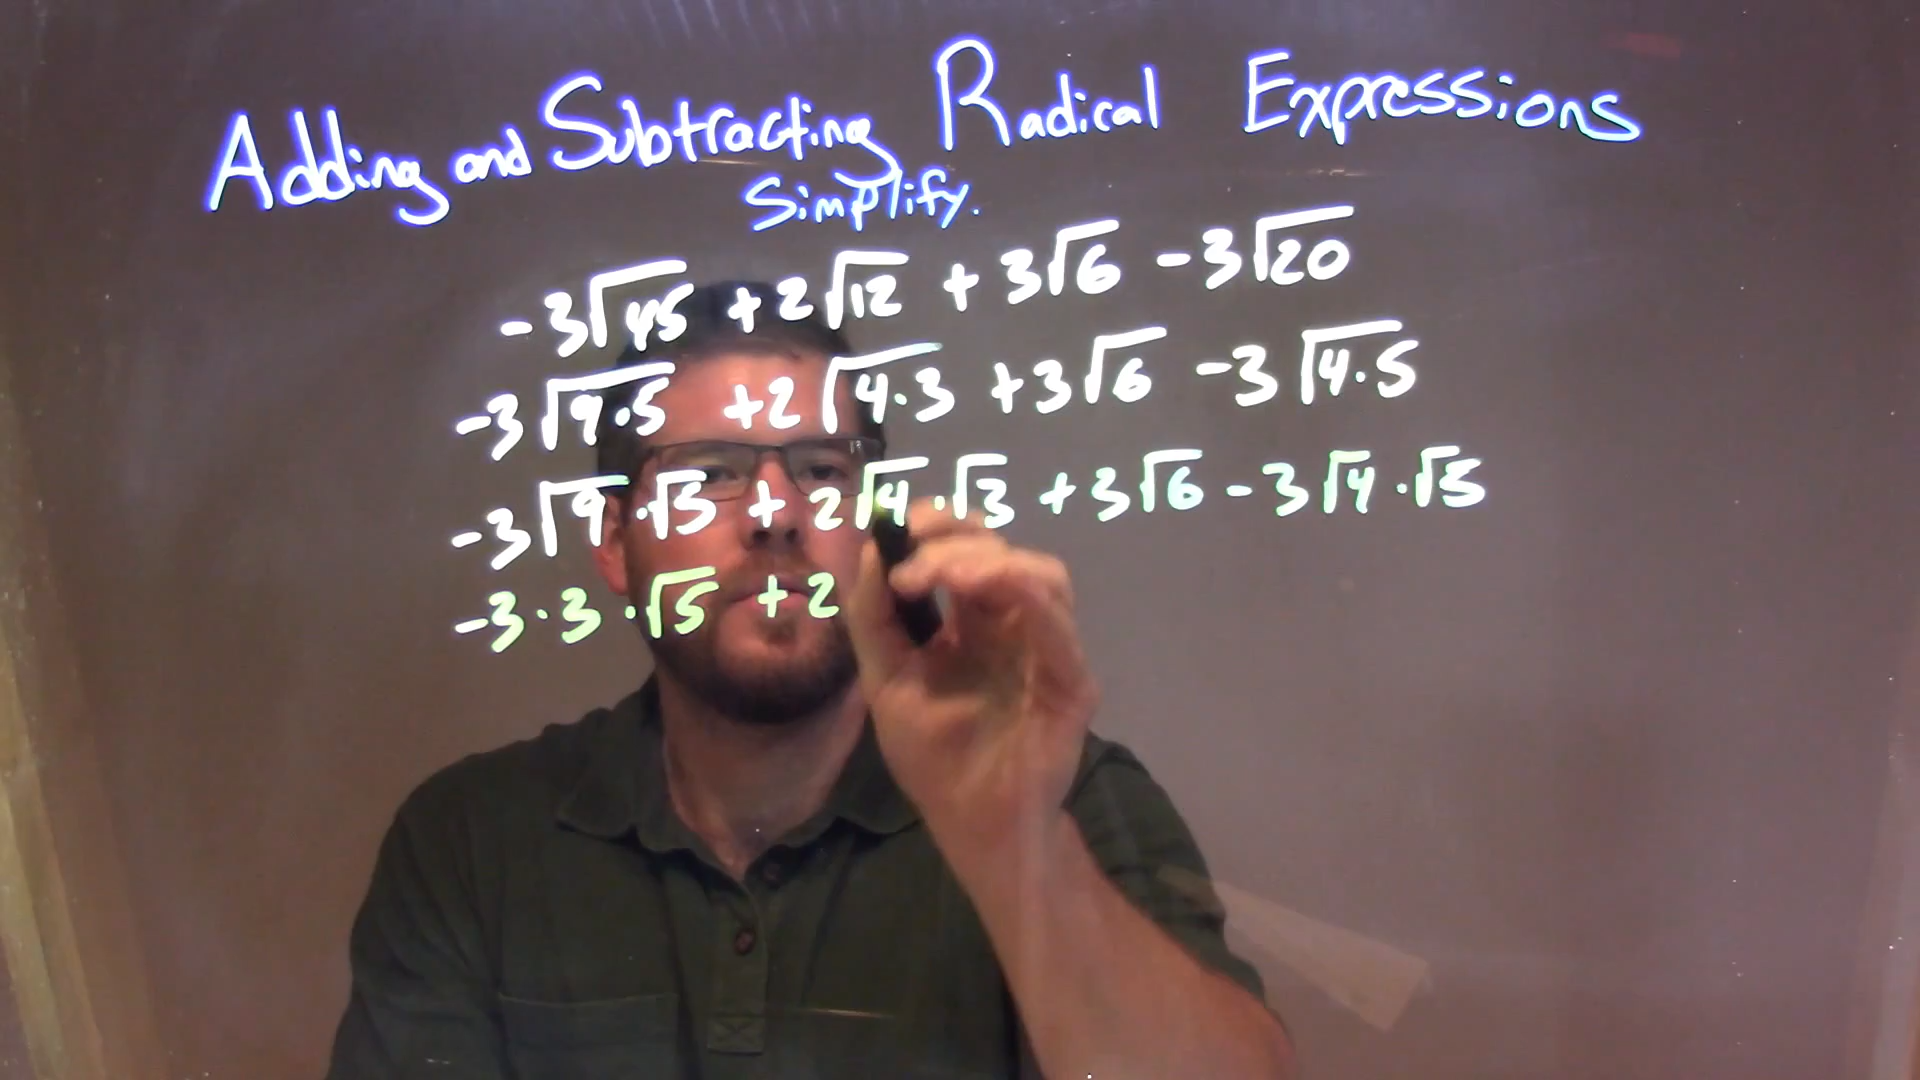 Adding and Subtracting Radical Expressions
Simplify.
-3√45 +2√12 + 3√6 -3√20
-3√9·5 +2√4·3 +3√6 -3√4·5
-3√9·√5 + 2√4·√3 +3√6 -3√4·√5
-3·3·√5 +2